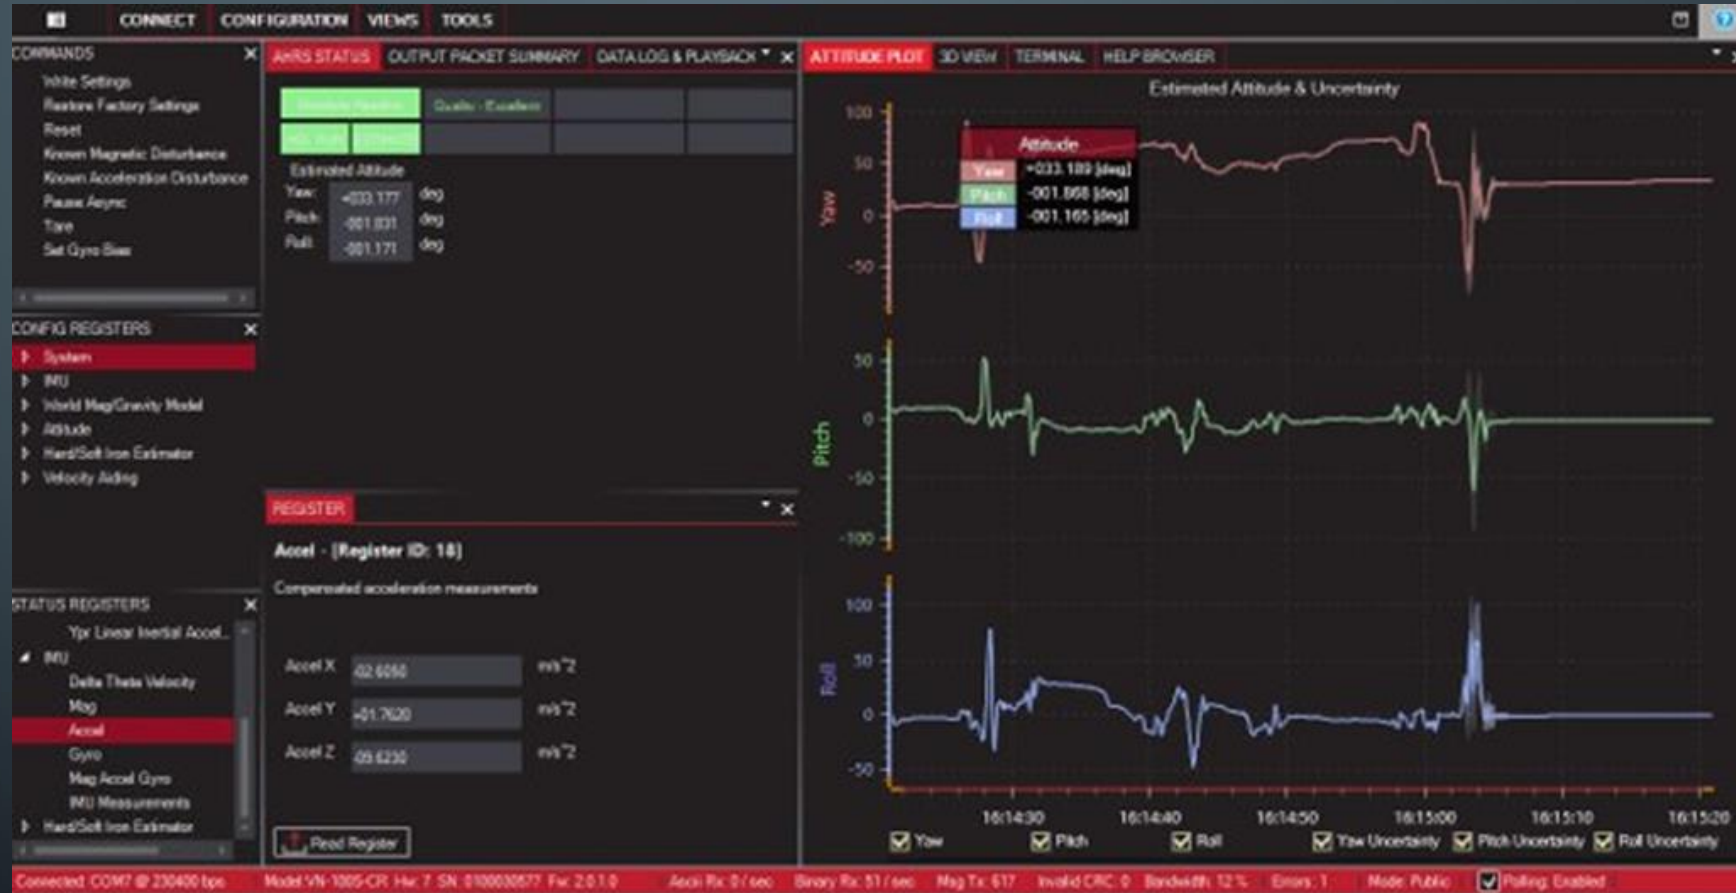 CONNECT CONFIGURATION VIEWS TOOLS
COMMANDS
Write Settings
Restore Factory Settings
Reset
Known Magnetic Disturbance
Known Acceleration Disturbance
Pause Async
Tare
Set Gyro Bias
CONFIG REGISTERS
System
IMU
World Mag/Gravity Model
Attitude
Hard/Soft Iron Estimator
Velocity Aiding
STATUS REGISTERS
Ypr Linear Inertial Accel...
IMU
Delta Theta Velocity
Mag
Accel
Gyro
Mag Accel Gyro
IMU Measurements
Hard/Soft Iron Estimator
AHRS STATUS OUTPUT PACKET SUMMARY DATA LOG & PLAYBACK
Quality - Excellent
Estimated Attitude
Yaw: +033.177 deg
Pitch: -001.831 deg
Roll: -001.171 deg
REGISTER
Accel - [Register ID: 18]
Compensated acceleration measurements
Accel X -02.6050 m/s^2
Accel Y +01.7620 m/s^2
Accel Z -09.6230 m/s^2
Read Register
ATTITUDE PLOT 3D VIEW TERMINAL HELP BROWSER
Estimated Attitude & Uncertainty
Attitude
Yaw +033.189 [deg]
Pitch -001.868 [deg]
Roll -001.165 [deg]
Yaw
100
50
0
-50
Pitch
50
0
-50
-100
Roll
100
50
0
-50
16:14:30 16:14:40 16:14:50 16:15:00 16:15:10 16:15:20
Yaw Pitch Roll Yaw Uncertainty Pitch Uncertainty Roll Uncertainty
Connected: COM7 @ 230400 bps Model: VN-100S-CR Hw: 7 SN: 0100030577 Fw: 2.0.1.0 Ascii Rx: 0 / sec Binary Rx: 51 / sec Msg Tx: 617 Invalid CRC: 0 Bandwidth: 12 % Errors: 1 Mode: Public Polling: Enabled